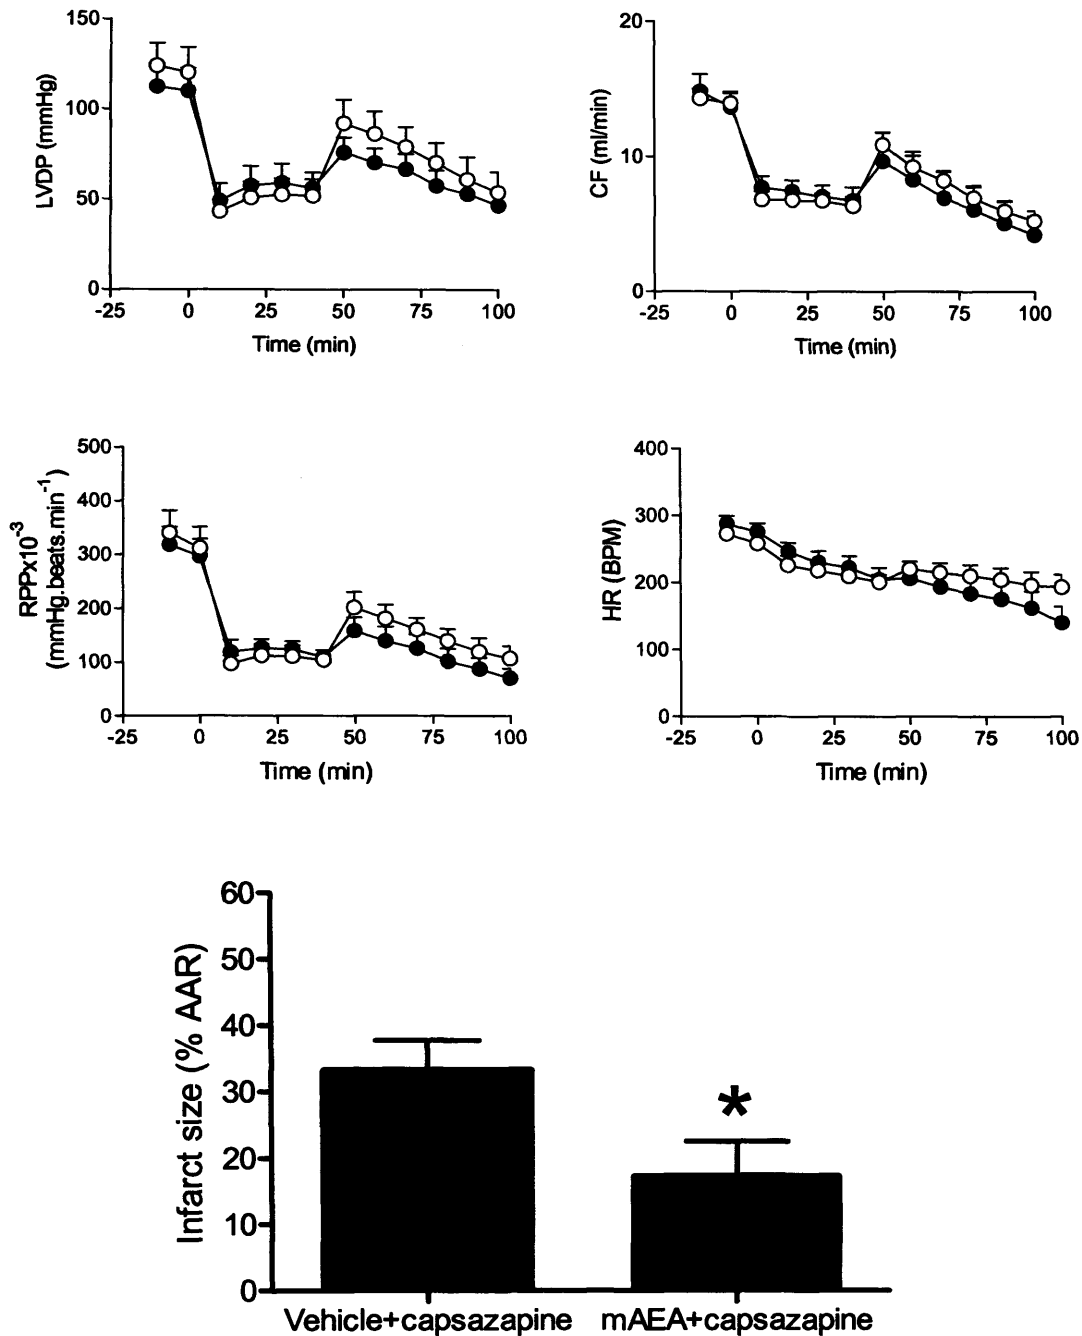 150
100
50
0
LVDP (mmHg)
-25 0 25 50 75 100
Time (min)
20
10
0
CF (ml/min)
-25 0 25 50 75 100
Time (min)
500
400
300
200
100
0
RPPx10⁻³
(mmHg.beats.min⁻¹)
-25 0 25 50 75 100
Time (min)
400
300
200
100
0
HR (BPM)
-25 0 25 50 75 100
Time (min)
60
50
40
30
20
10
0
Infarct size (% AAR)
*
Vehicle+capsazapine mAEA+capsazapine